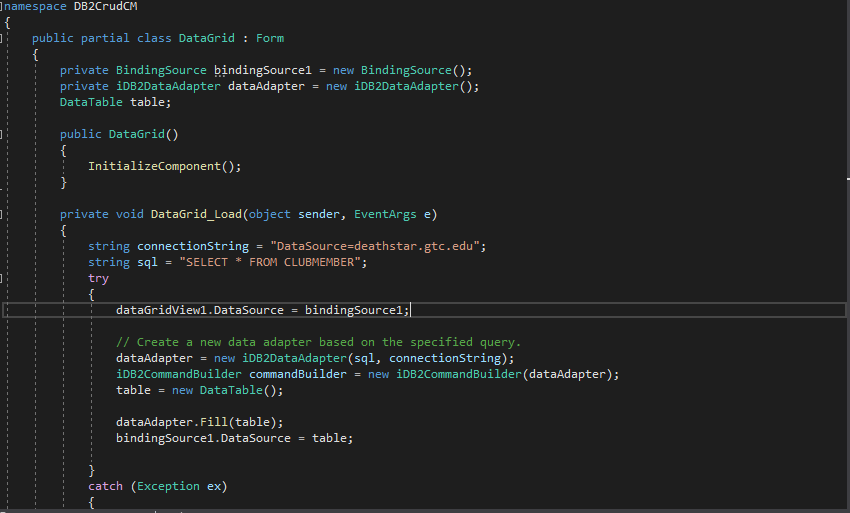 namespace DB2CrudCM
{
public partial class DataGrid : Form
{
private BindingSource bindingSource1 = new BindingSource();
private iDB2DataAdapter dataAdapter = new iDB2DataAdapter();
DataTable table;
public DataGrid()
{
InitializeComponent();
}
private void DataGrid_Load(object sender, EventArgs e)
{
string connectionString = "DataSource=deathstar.gtc.edu";
string sql = "SELECT * FROM CLUBMEMBER";
try
{
dataGridView1.DataSource = bindingSource1;
// Create a new data adapter based on the specified query.
dataAdapter = new iDB2DataAdapter(sql, connectionString);
iDB2CommandBuilder commandBuilder = new iDB2CommandBuilder(dataAdapter);
table = new DataTable();
dataAdapter.Fill(table);
bindingSource1.DataSource = table;
}
catch (Exception ex)
{